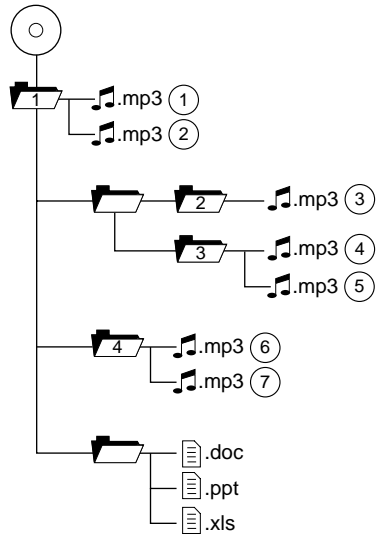 1 .mp3 1
.mp3 2
2 .mp3 3
3 .mp3 4
.mp3 5
4 .mp3 6
.mp3 7
.doc
.ppt
.xls